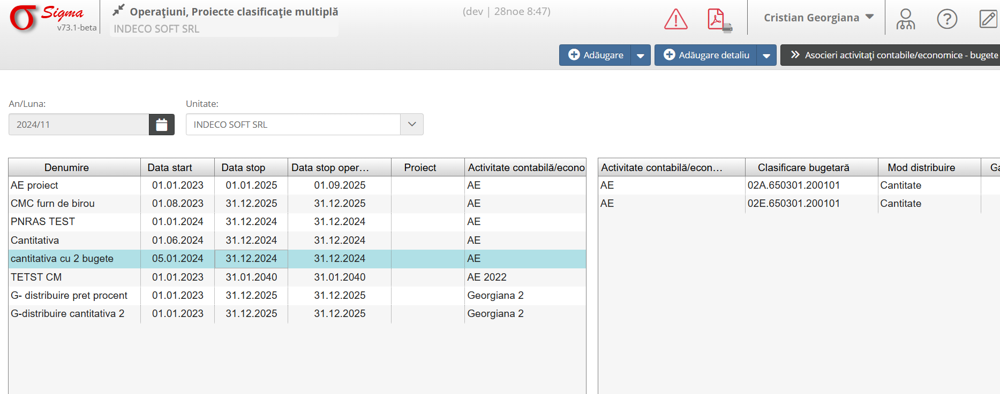 σ Sigma
v73.1-beta
Operaţiuni, Proiecte clasificaţie multiplă
INDECO SOFT SRL
(dev | 28noe 8:47)
Cristian Georgiana
Adăugare
Adăugare detaliu
Asocieri activitaţi contabile/economice - bugete
An/Luna:
2024/11
Unitate:
INDECO SOFT SRL
Denumire Data start Data stop Data stop oper… Proiect Activitate contabilă/econo
AE proiect 01.01.2023 01.01.2025 01.09.2025 AE
CMC furn de birou 01.08.2023 31.12.2025 31.12.2025 AE
PNRAS TEST 01.01.2024 31.12.2024 31.12.2024 AE
Cantitativa 01.06.2024 31.12.2024 31.12.2024 AE
cantitativa cu 2 bugete 05.01.2024 31.12.2024 31.12.2024 AE
TETST CM 01.01.2023 31.01.2040 31.01.2040 AE 2022
G- distribuire pret procent 01.01.2023 31.12.2025 31.12.2025 Georgiana 2
G-distribuire cantitativa 2 01.01.2023 31.12.2025 31.12.2025 Georgiana 2
Activitate contabilă/econ… Clasificare bugetară Mod distribuire
AE 02A.650301.200101 Cantitate
AE 02E.650301.200101 Cantitate